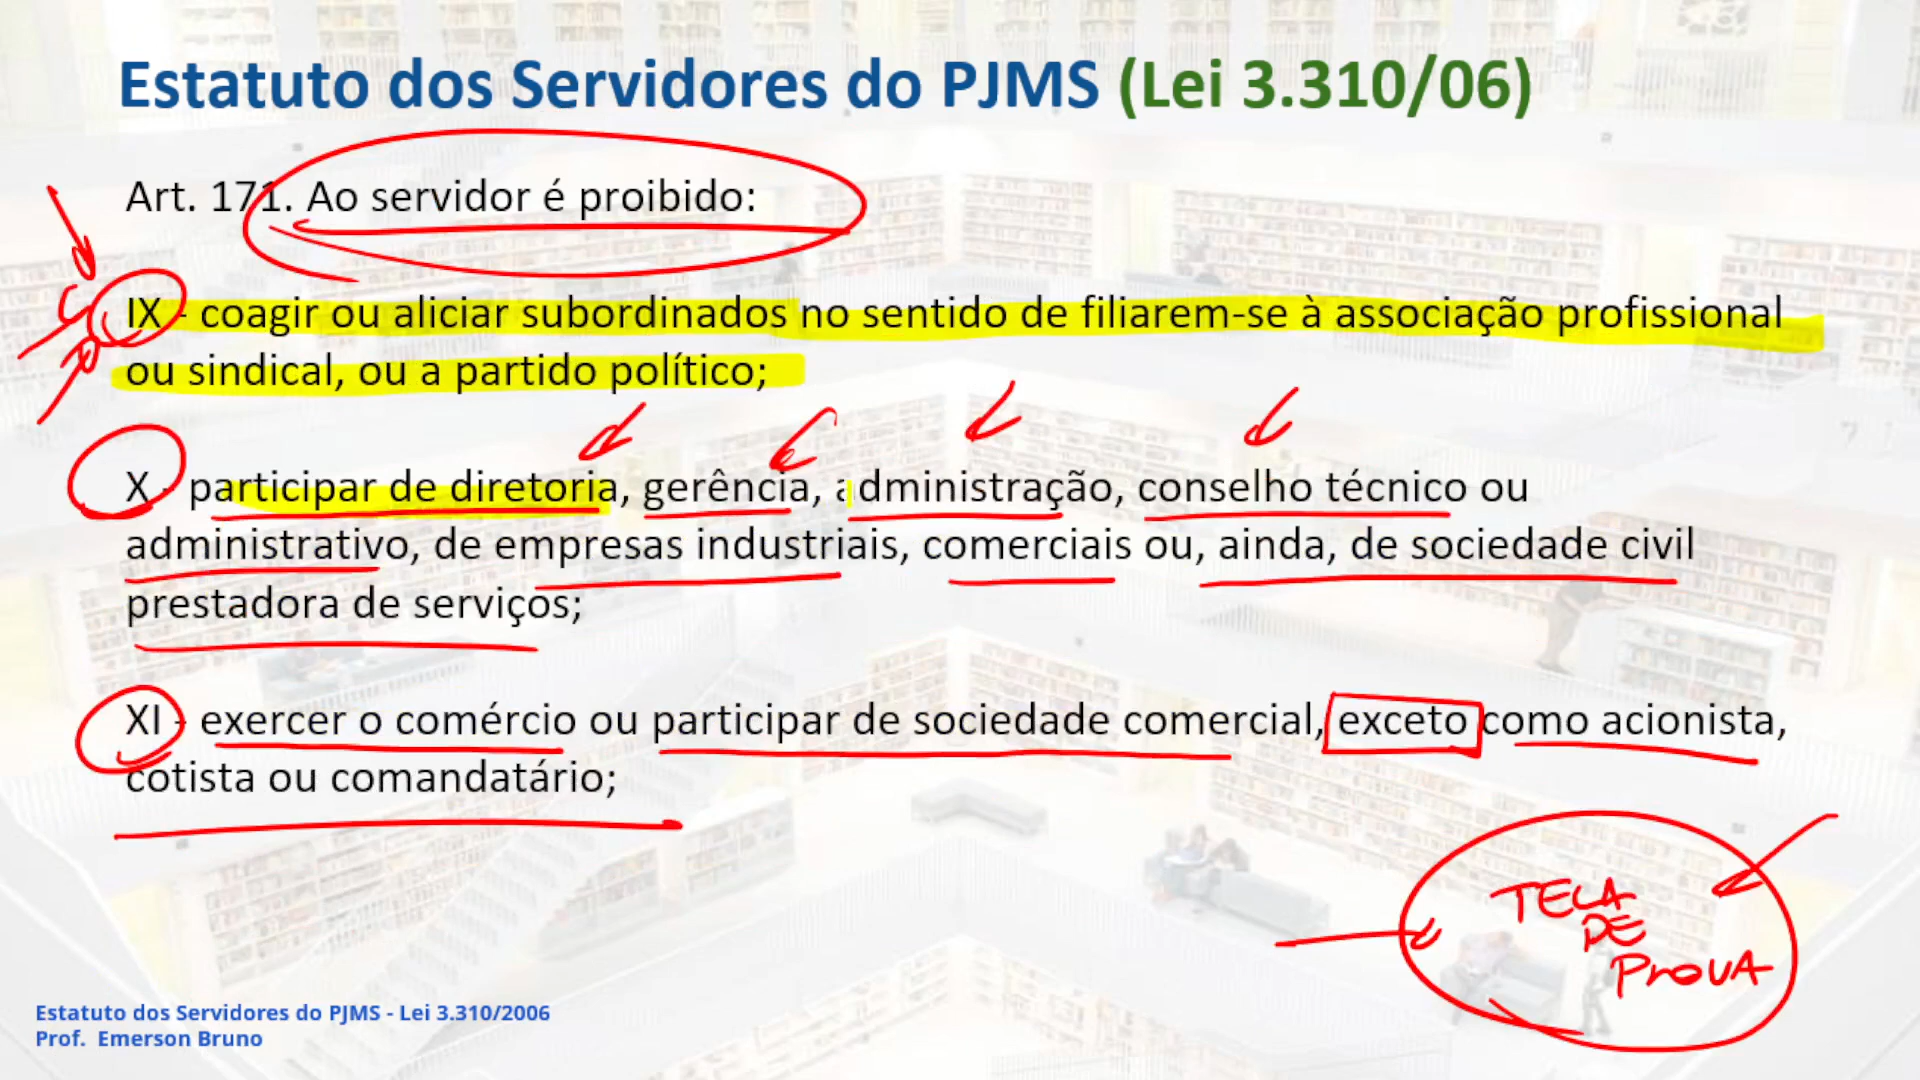 Estatuto dos Servidores do PJMS (Lei 3.310/06)
Art. 171. Ao servidor é proibido:
IX - coagir ou aliciar subordinados no sentido de filiarem-se à associação profissional
ou sindical, ou a partido político;
X - participar de diretoria, gerência, administração, conselho técnico ou
administrativo, de empresas industriais, comerciais ou, ainda, de sociedade civil
prestadora de serviços;
XI - exercer o comércio ou participar de sociedade comercial, exceto como acionista,
cotista ou comandatário;
TELA
DE
PROVA
Estatuto dos Servidores do PJMS - Lei 3.310/2006
Prof. Emerson Bruno